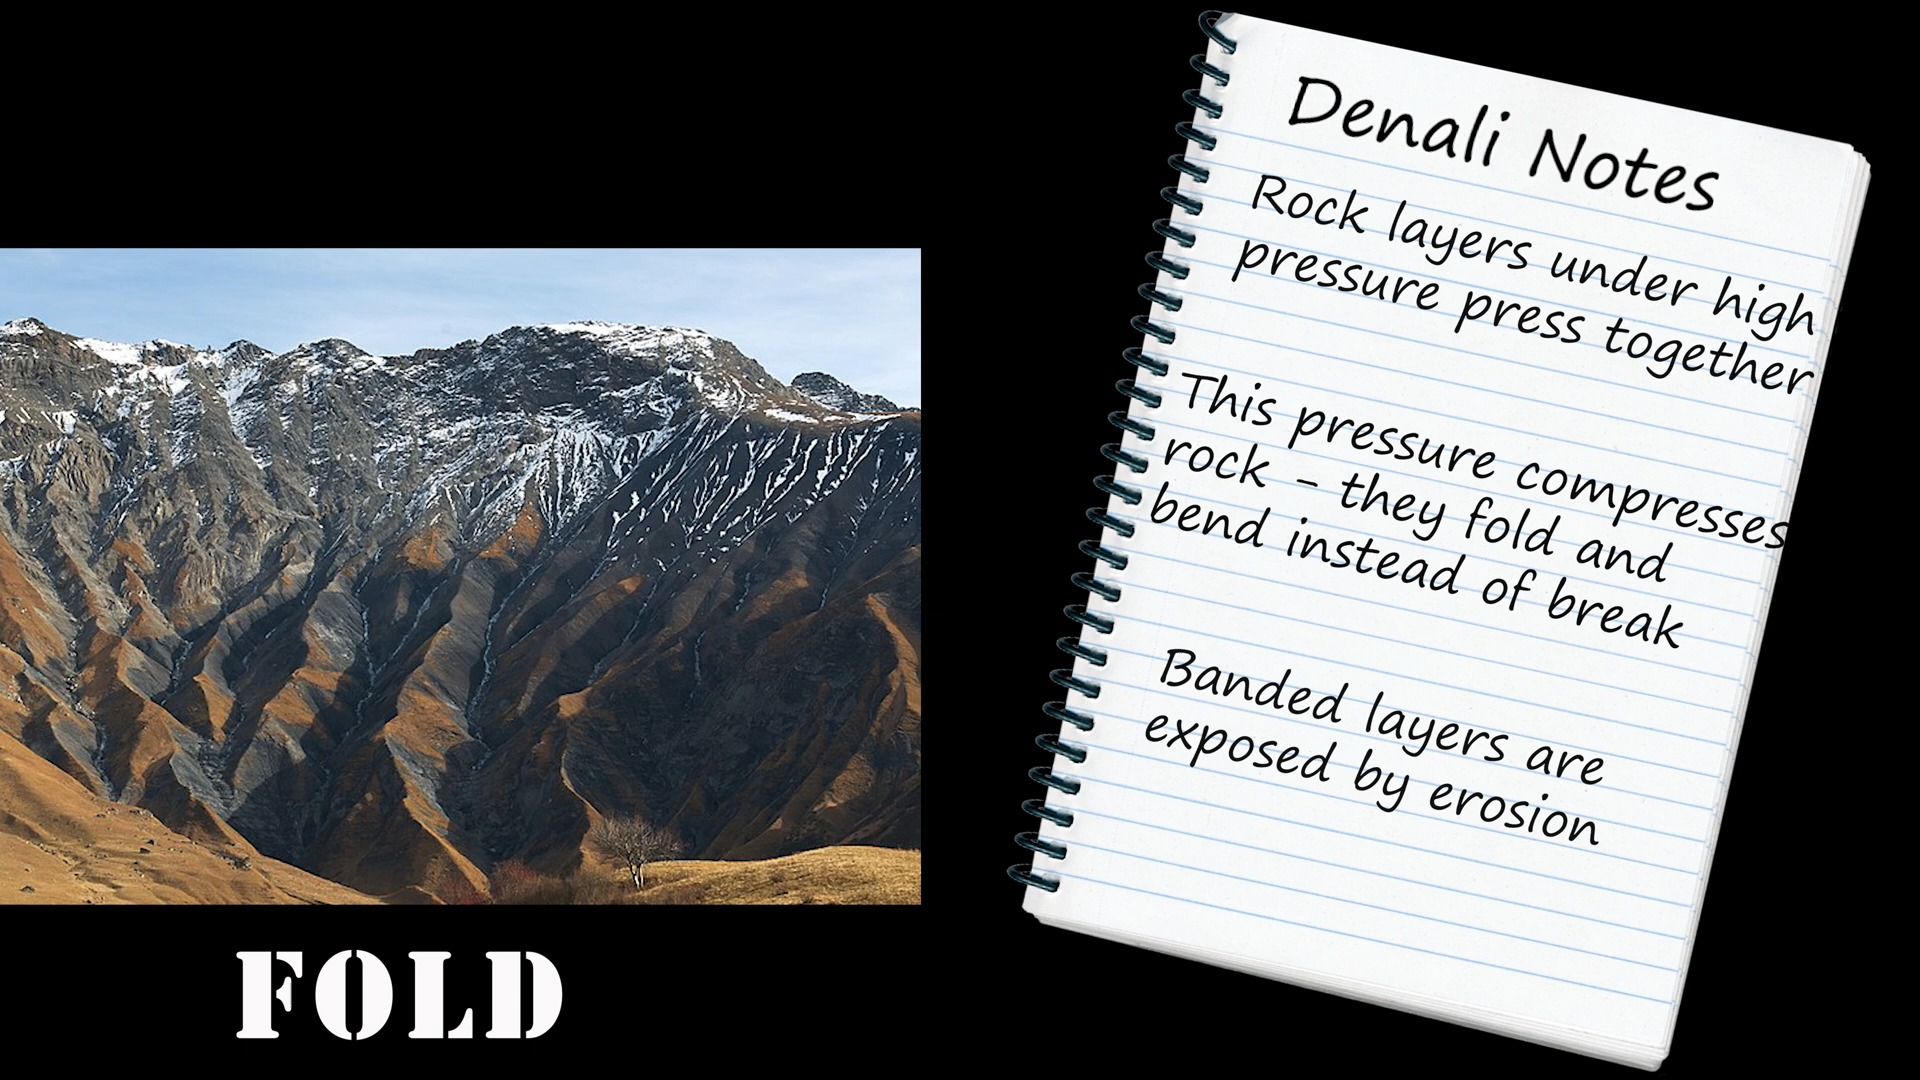 Denali Notes
Rock layers under high
pressure press together
This pressure compresses
rock - they fold and
bend instead of break
Banded layers are
exposed by erosion
FOLD